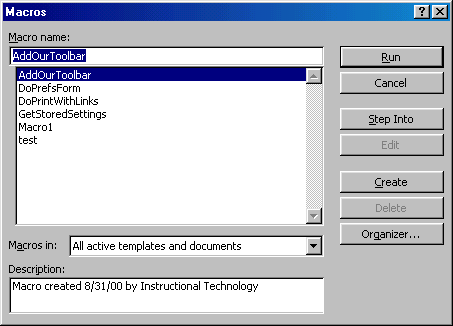 Macros
Macro name:
AddOurToolbar
AddOurToolbar
DoPrefsForm
DoPrintWithLinks
GetStoredSettings
Macro1
test
Run
Cancel
Step Into
Edit
Create
Delete
Organizer...
Macros in:
All active templates and documents
Description:
Macro created 8/31/00 by Instructional Technology